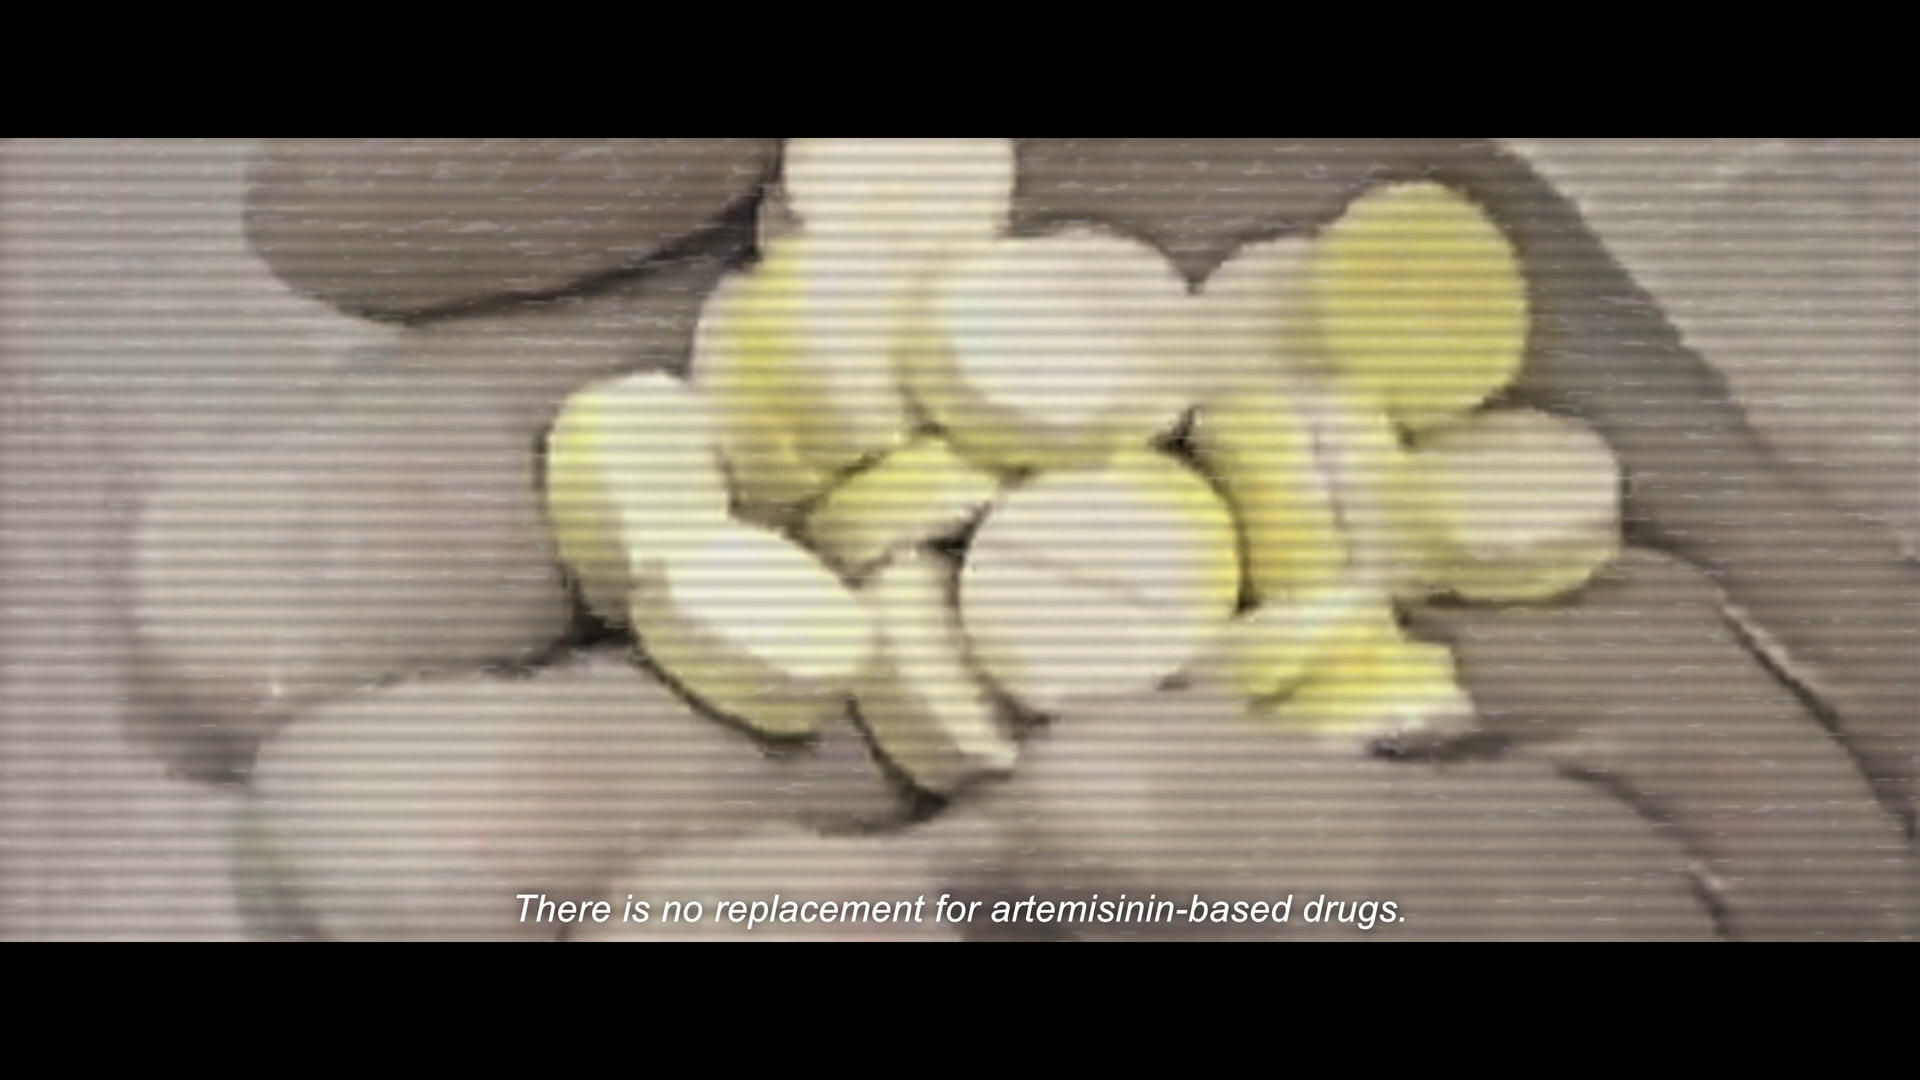 There is no replacement for artemisinin-based drugs.